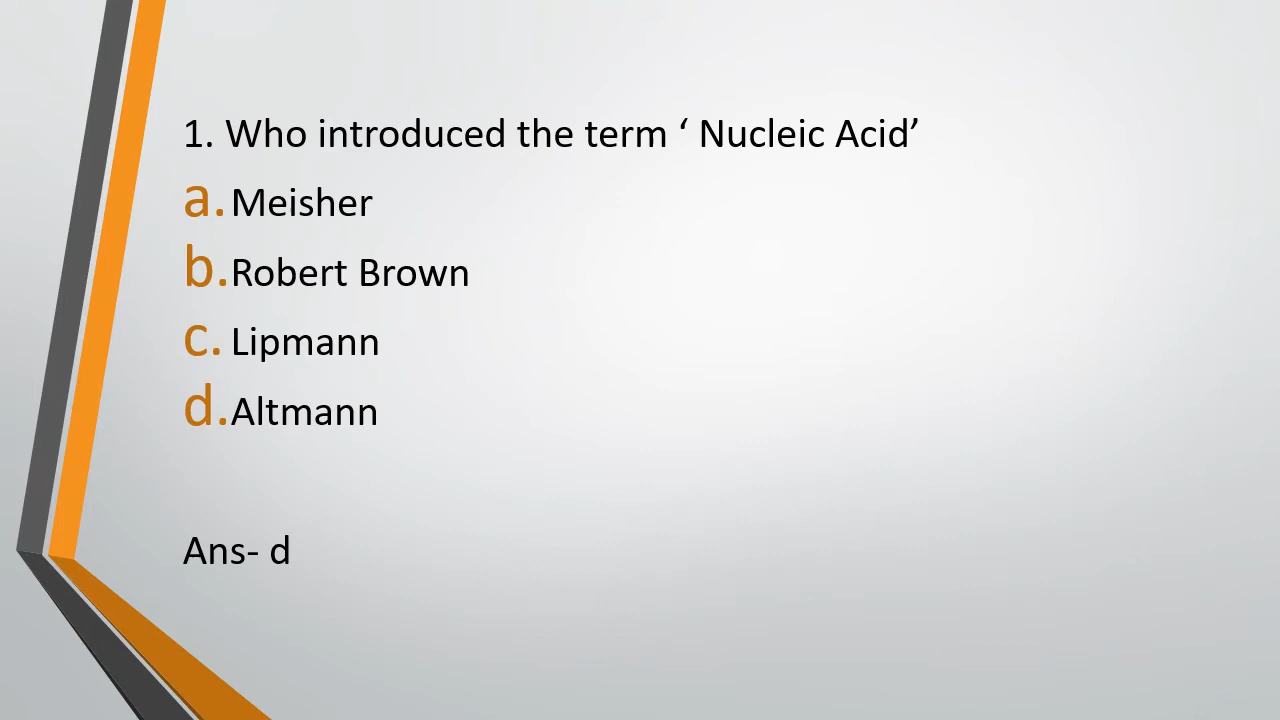 1. Who introduced the term ‘ Nucleic Acid’
a. Meisher
b. Robert Brown
c. Lipmann
d. Altmann
Ans- d